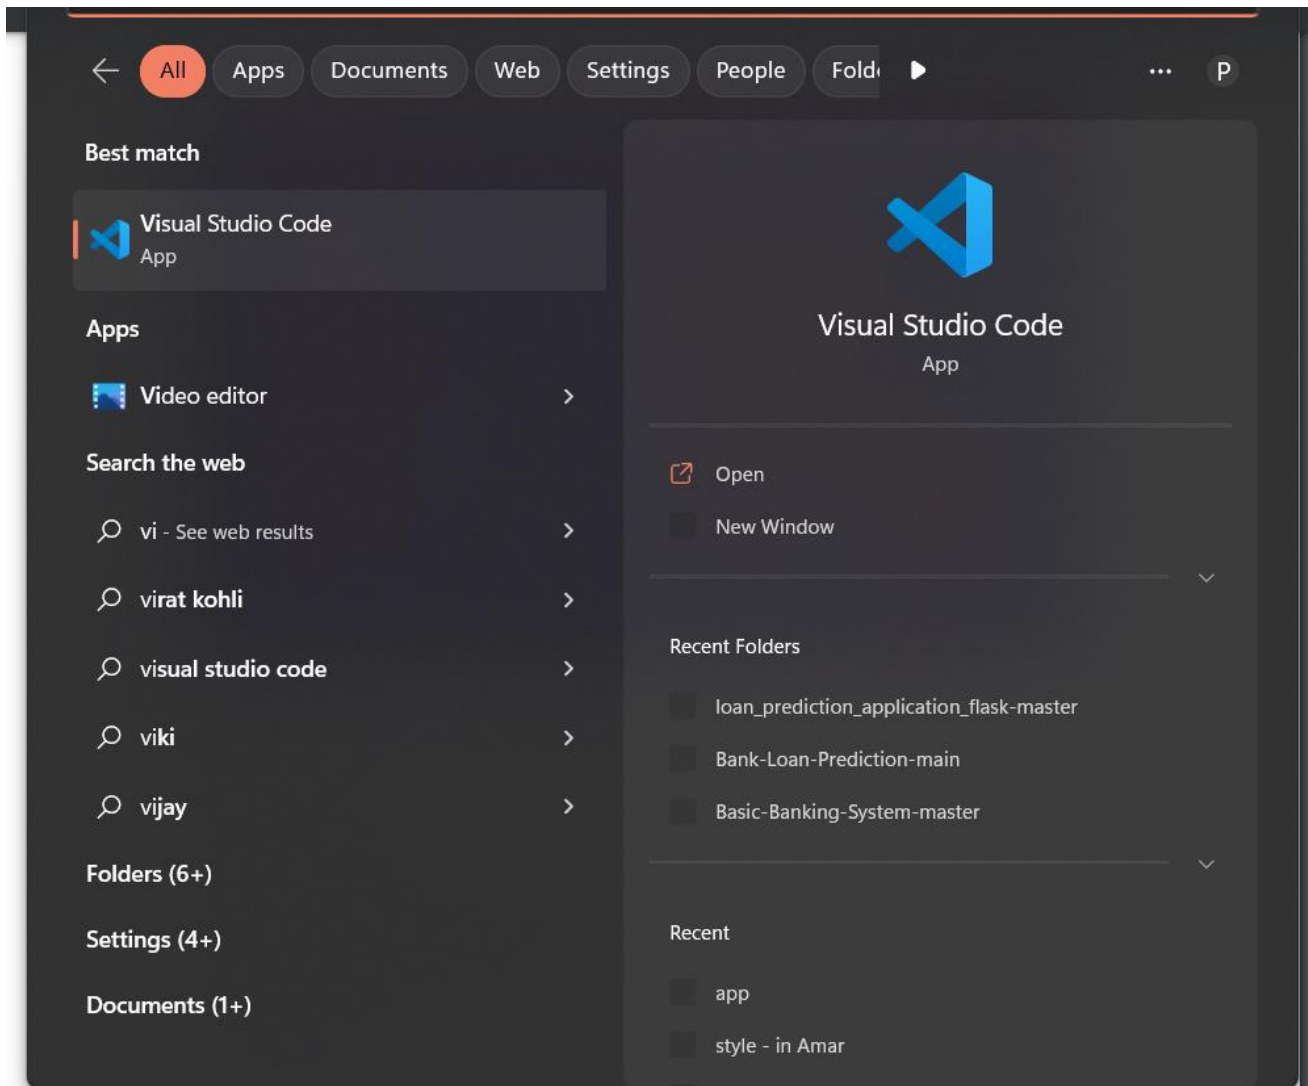 All Apps Documents Web Settings People P
Best match
Visual Studio Code
App
Apps
Video editor
Search the web
vi - See web results
virat kohli
visual studio code
viki
vijay
Folders (6+)
Settings (4+)
Documents (1+)
Visual Studio Code
App
Open
New Window
Recent Folders
loan_prediction_application_flask-master
Bank-Loan-Prediction-main
Basic-Banking-System-master
Recent
app
style - in Amar